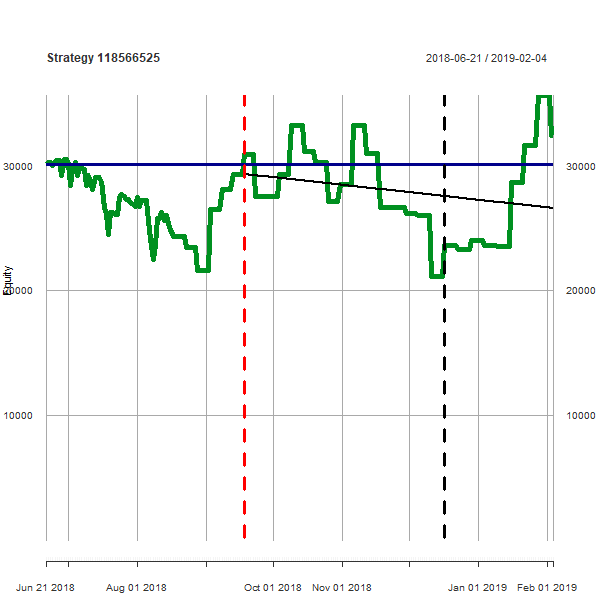 Strategy 118566525 2018-06-21 / 2019-02-04
30000 30000
Equity
20000 20000
10000 10000
Jun 21 2018 Aug 01 2018 Oct 01 2018 Nov 01 2018 Jan 01 2019 Feb 01 2019